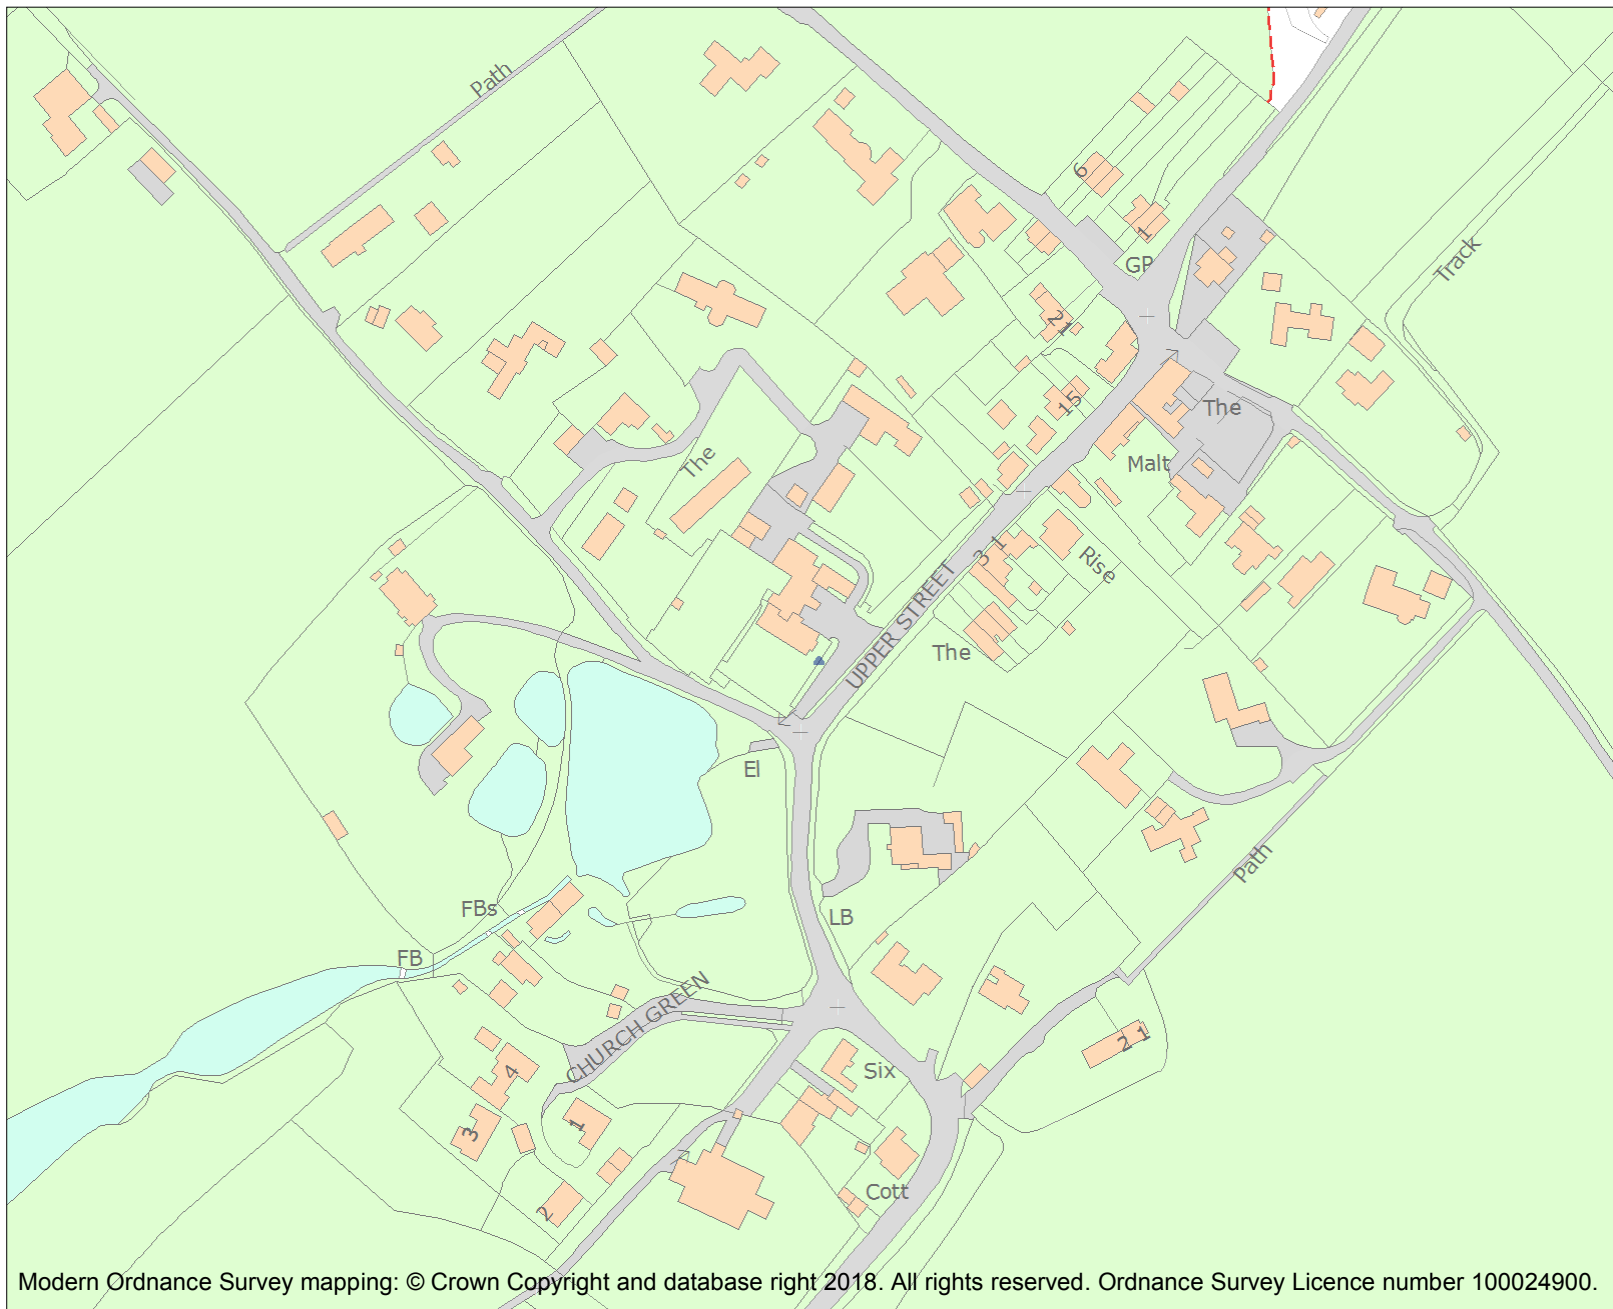 Path
6
1
GP
Track
21
The
15
Malt
The
3 1
Rise
UPPER STREET
The
El
Path
LB
FBs
FB
CHURCH GREEN
2 1
Six
4
3
1
Cott
2
Modern Ordnance Survey mapping: © Crown Copyright and database right 2018. All rights reserved. Ordnance Survey Licence number 100024900.